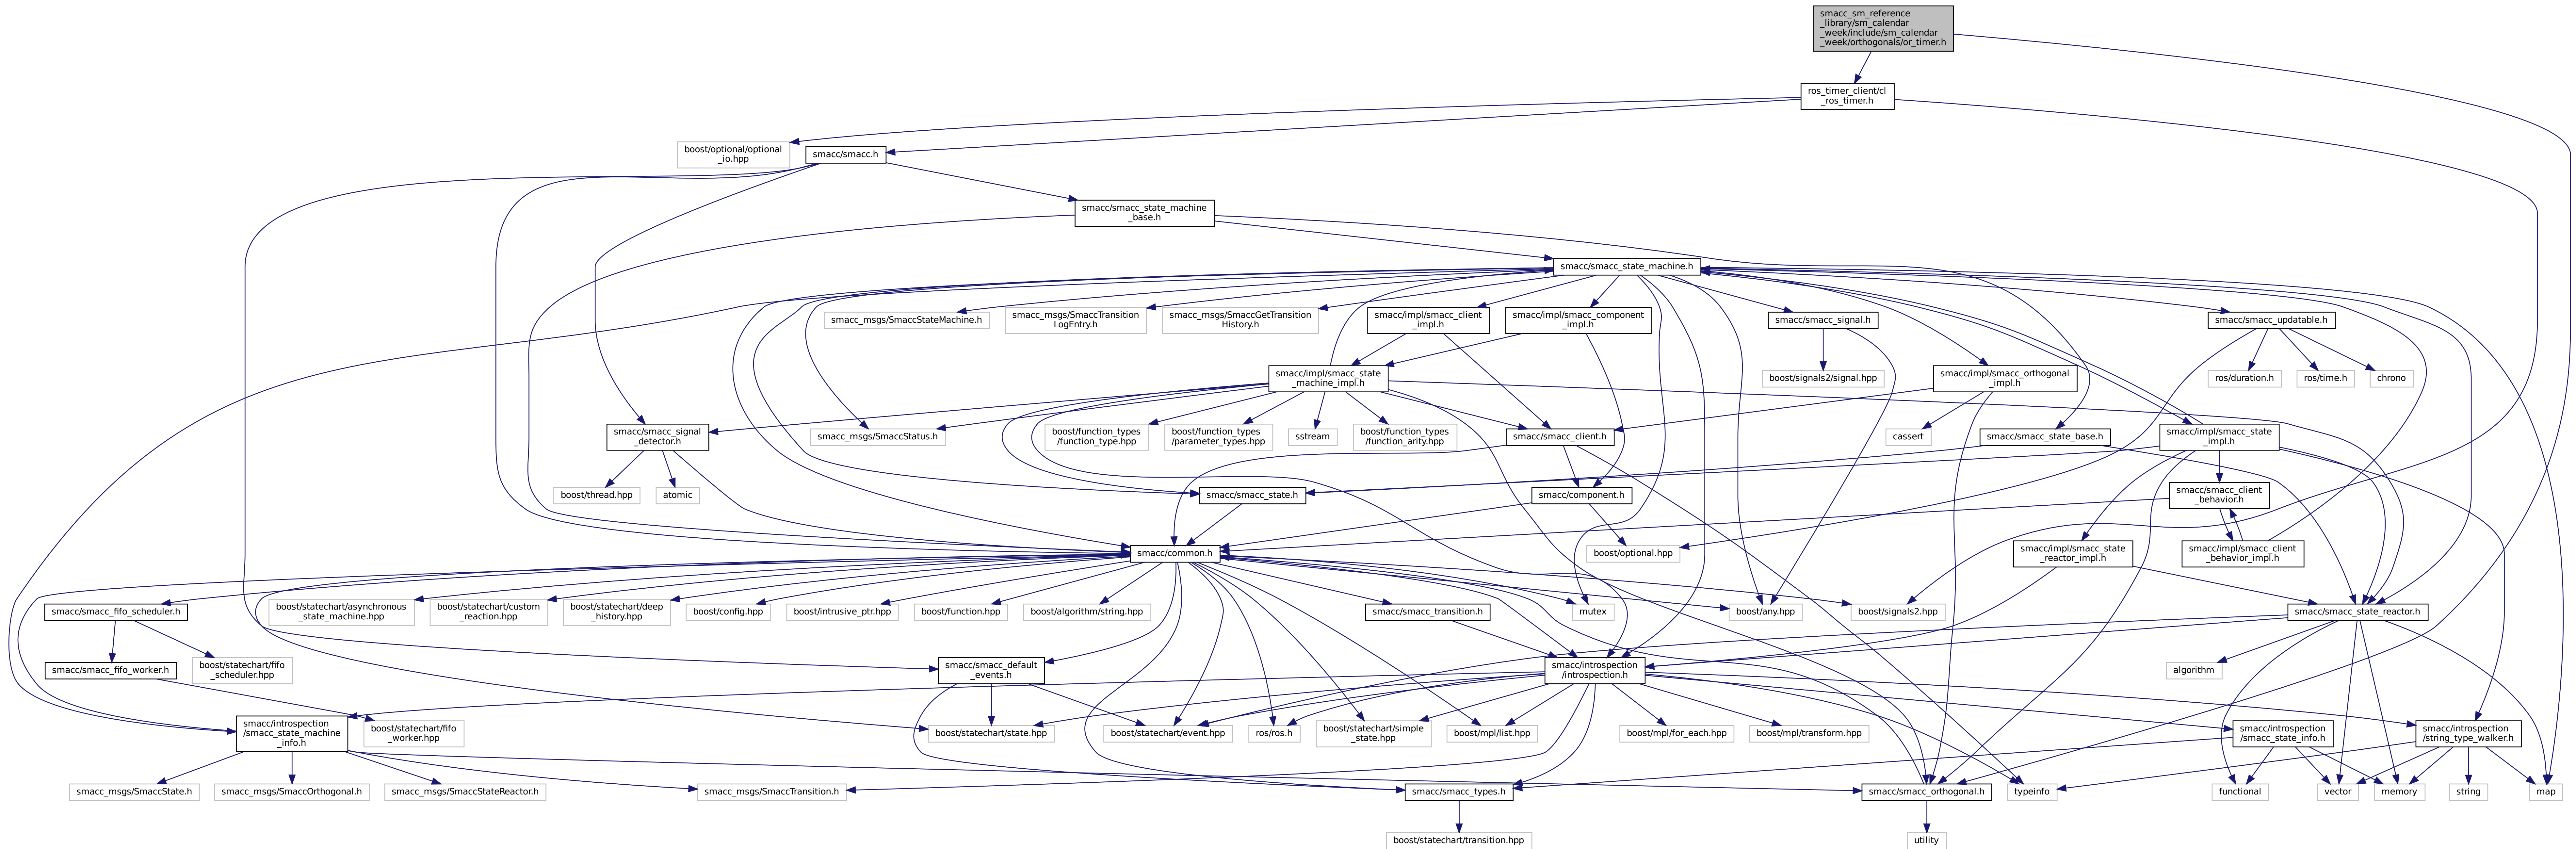 smacc_sm_reference
_library/sm_calendar
_week/include/sm_calendar
_week/orthogonals/or_timer.h
ros_timer_client/cl
_ros_timer.h
boost/optional/optional
_io.hpp
smacc/smacc.h
smacc/smacc_state_machine
_base.h
smacc/smacc_state_machine.h
smacc_msgs/SmaccStateMachine.h
smacc_msgs/SmaccTransition
LogEntry.h
smacc_msgs/SmaccGetTransition
History.h
smacc/impl/smacc_client
_impl.h
smacc/impl/smacc_component
_impl.h
smacc/smacc_signal.h
smacc/smacc_updatable.h
smacc/impl/smacc_state
_machine_impl.h
boost/signals2/signal.hpp
smacc/impl/smacc_orthogonal
_impl.h
ros/duration.h
ros/time.h
chrono
smacc/smacc_signal
_detector.h
smacc_msgs/SmaccStatus.h
boost/function_types
/function_type.hpp
boost/function_types
/parameter_types.hpp
sstream
boost/function_types
/function_arity.hpp
smacc/smacc_client.h
cassert
smacc/smacc_state_base.h
smacc/impl/smacc_state
_impl.h
boost/thread.hpp
atomic
smacc/smacc_state.h
smacc/component.h
smacc/smacc_client
_behavior.h
smacc/common.h
boost/optional.hpp
smacc/impl/smacc_state
_reactor_impl.h
smacc/impl/smacc_client
_behavior_impl.h
smacc/smacc_fifo_scheduler.h
boost/statechart/asynchronous
_state_machine.hpp
boost/statechart/custom
_reaction.hpp
boost/statechart/deep
_history.hpp
boost/config.hpp
boost/intrusive_ptr.hpp
boost/function.hpp
boost/algorithm/string.hpp
smacc/smacc_transition.h
mutex
boost/any.hpp
boost/signals2.hpp
smacc/smacc_state_reactor.h
smacc/smacc_fifo_worker.h
boost/statechart/fifo
_scheduler.hpp
smacc/smacc_default
_events.h
smacc/introspection
/introspection.h
algorithm
smacc/introspection
/smacc_state_machine
_info.h
boost/statechart/fifo
_worker.hpp
boost/statechart/state.hpp
boost/statechart/event.hpp
ros/ros.h
boost/statechart/simple
_state.hpp
boost/mpl/list.hpp
boost/mpl/for_each.hpp
boost/mpl/transform.hpp
smacc/introspection
/smacc_state_info.h
smacc/introspection
/string_type_walker.h
smacc_msgs/SmaccState.h
smacc_msgs/SmaccOrthogonal.h
smacc_msgs/SmaccStateReactor.h
smacc_msgs/SmaccTransition.h
smacc/smacc_types.h
smacc/smacc_orthogonal.h
typeinfo
functional
vector
memory
string
map
boost/statechart/transition.hpp
utility